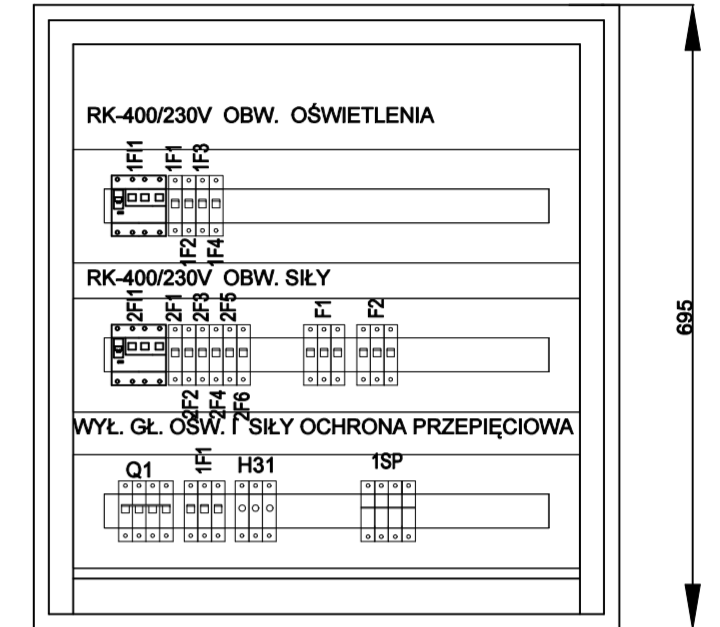 RK-400/230V OBW. OŚWIETLENIA
1FI1 1F1 1F3
1F2 1F4
RK-400/230V OBW. SIŁY
2FI1 2F1 2F3 2F5 F1 F2
2F2 2F4 2F6
695
WYŁ. GŁ. OŚW. I SIŁY OCHRONA PRZEPIĘCIOWA
Q1 1F1 H31 1SP